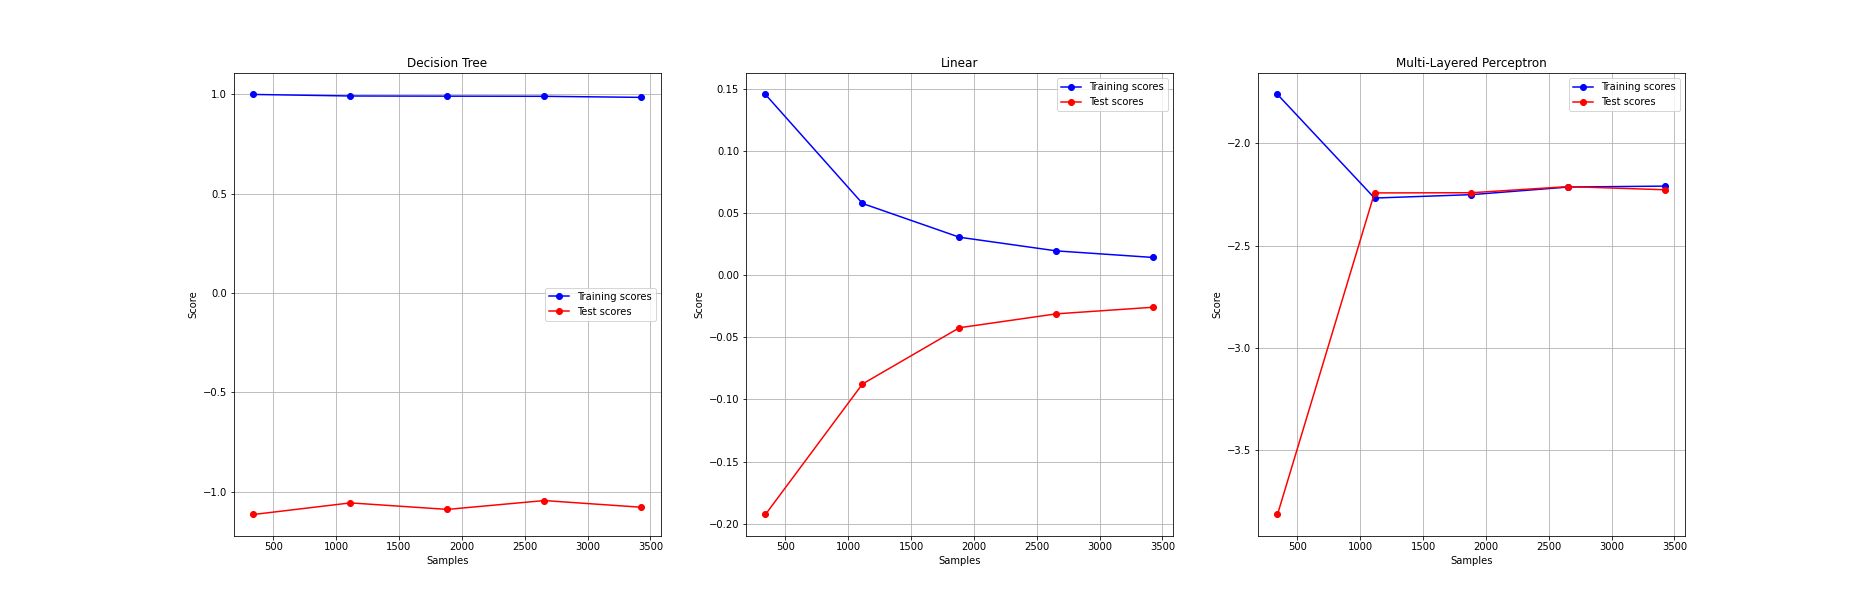 Decision Tree
1.0
0.5
0.0
−0.5
−1.0
Score
Training scores
Test scores
500 1000 1500 2000 2500 3000 3500
Samples
Linear
0.15
0.10
0.05
0.00
−0.05
−0.10
−0.15
−0.20
Score
Training scores
Test scores
500 1000 1500 2000 2500 3000 3500
Samples
Multi-Layered Perceptron
−2.0
−2.5
−3.0
−3.5
Score
Training scores
Test scores
500 1000 1500 2000 2500 3000 3500
Samples